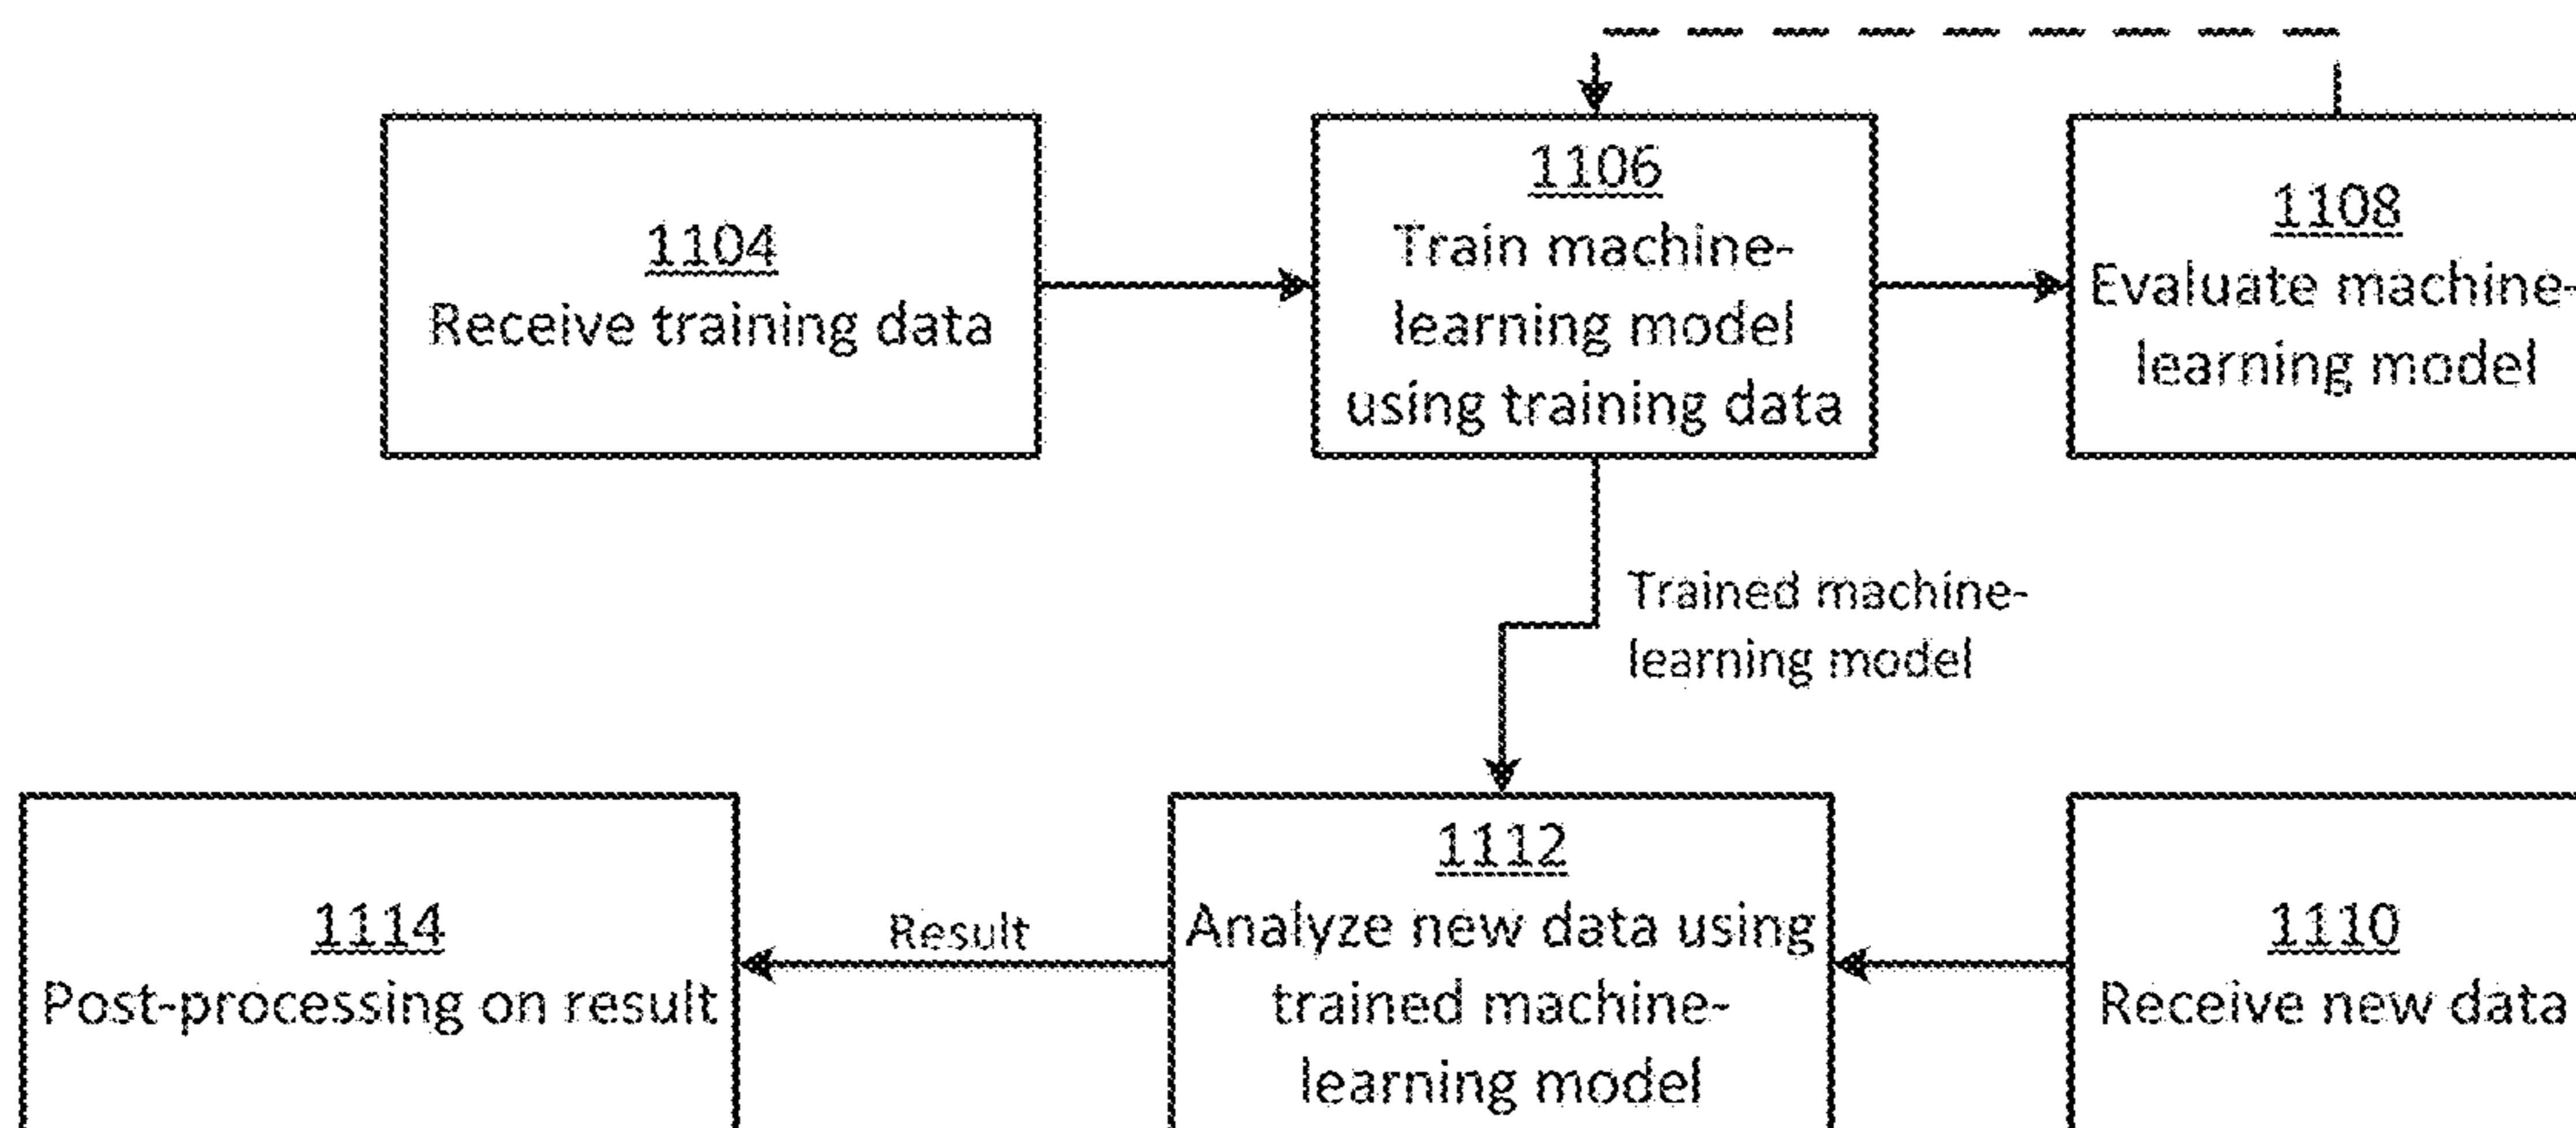 1104
Receive training data
1106
Train machine-
learning model
using training data
1108
Evaluate machine-
learning model
Trained machine-
learning model
1114
Post-processing on result
Result
1112
Analyze new data using
trained machine-
learning model
1110
Receive new data